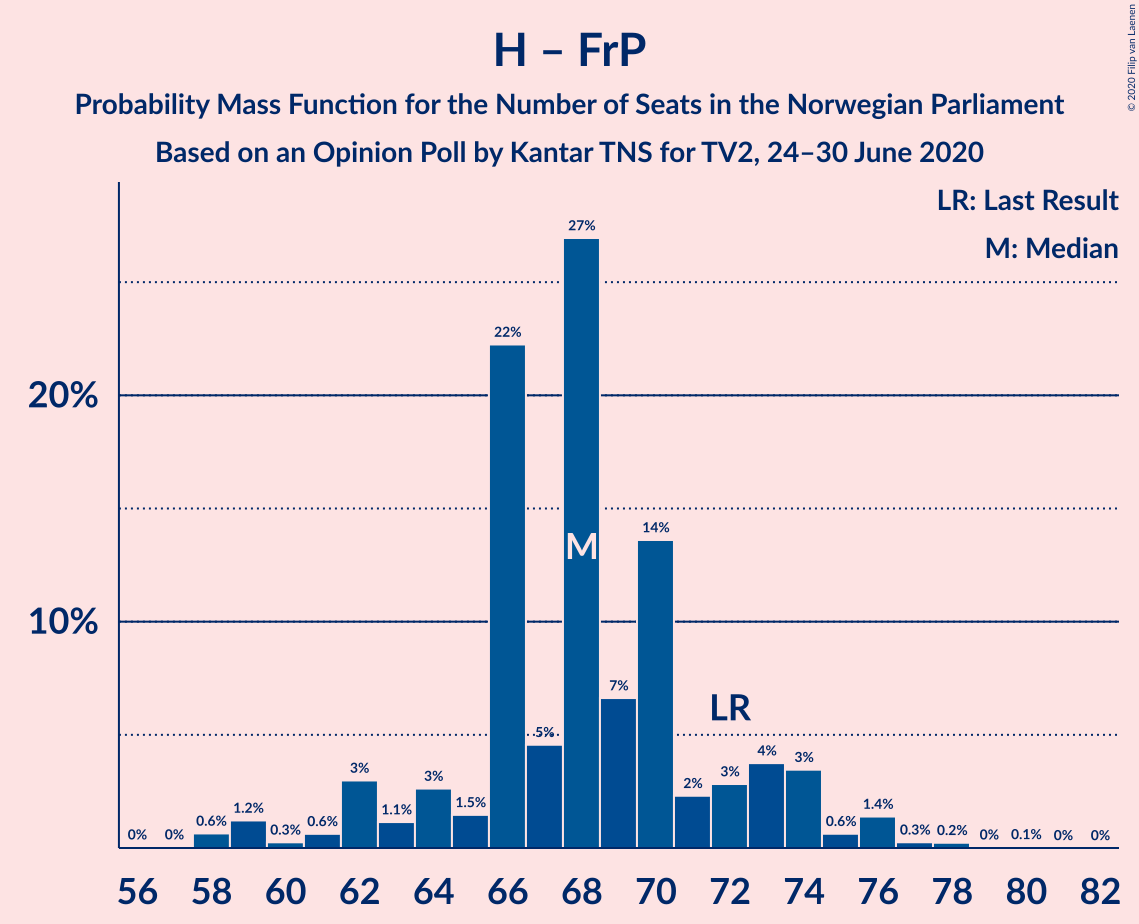 H – FrP
Probability Mass Function for the Number of Seats in the Norwegian Parliament
Based on an Opinion Poll by Kantar TNS for TV2, 24–30 June 2020
© 2020 Filip van Laenen
LR: Last Result
M: Median
27%
22%
20%
14%
M
10%
7%
LR
5%
4%
3%
3%
3%
3%
2%
1.5%
1.4%
1.2%
1.1%
0% 0% 0.6% 0.3% 0.6% 0.6% 0.3% 0.2% 0% 0.1% 0% 0%
56 58 60 62 64 66 68 70 72 74 76 78 80 82